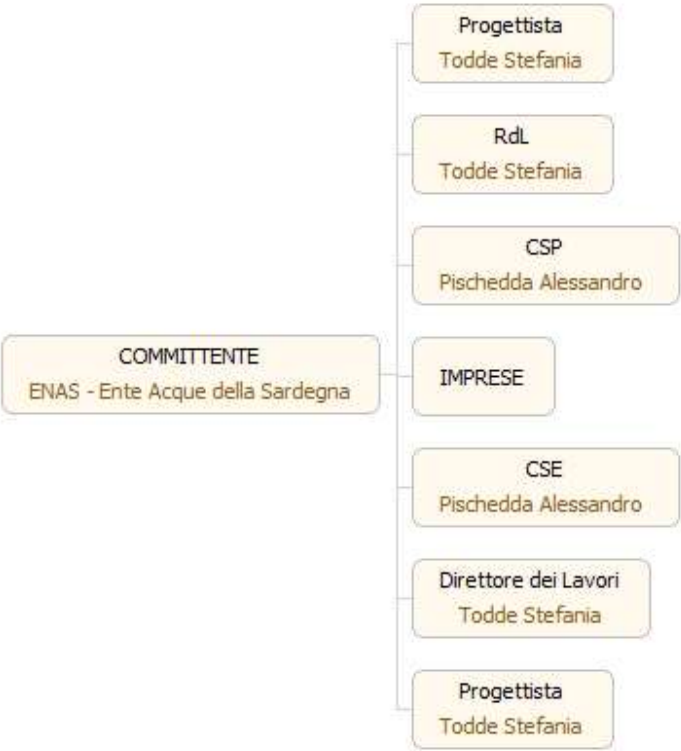 Progettista
Todde Stefania
RdL
Todde Stefania
CSP
Pischedda Alessandro
COMMITTENTE
ENAS - Ente Acque della Sardegna
IMPRESE
CSE
Pischedda Alessandro
Direttore dei Lavori
Todde Stefania
Progettista
Todde Stefania